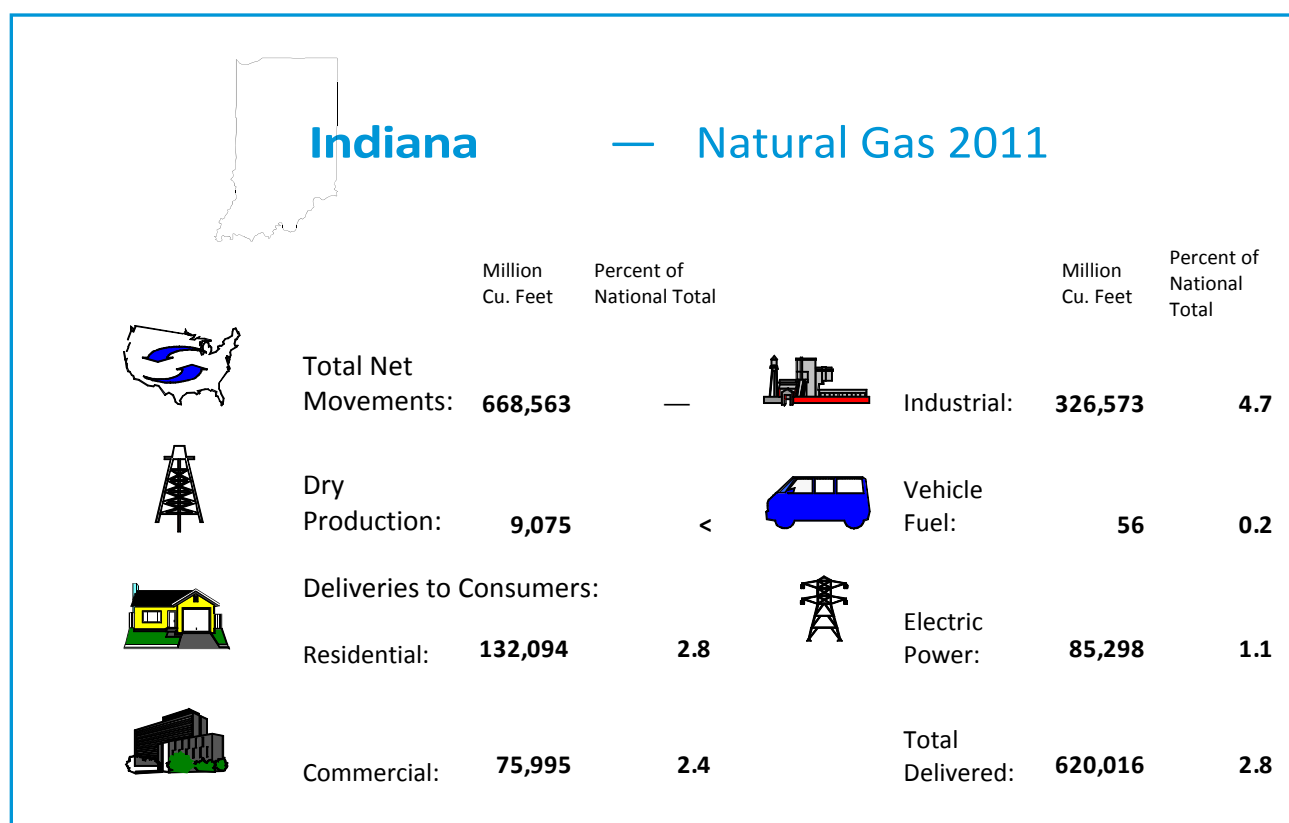 Indiana — Natural Gas 2011
Million
Cu. Feet
Percent of
National Total
Total Net
Movements: 668,563 —
Dry
Production: 9,075 <
Deliveries to Consumers:
Residential: 132,094 2.8
Commercial: 75,995 2.4
Million
Cu. Feet
Percent of
National
Total
Industrial: 326,573 4.7
Vehicle
Fuel: 56 0.2
Electric
Power: 85,298 1.1
Total
Delivered: 620,016 2.8